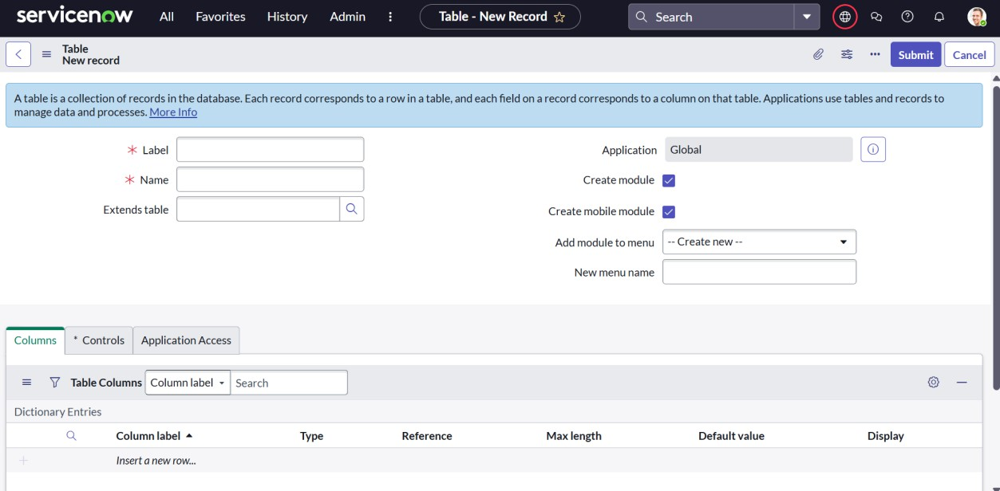 servicenow All Favorites History Admin Table - New Record Search
Table
New record
Submit Cancel
A table is a collection of records in the database. Each record corresponds to a row in a table, and each field on a record corresponds to a column on that table. Applications use tables and records to
manage data and processes. More Info
* Label
Application Global
* Name
Create module
Extends table
Create mobile module
Add module to menu -- Create new --
New menu name
Columns * Controls Application Access
Table Columns Column label Search
Dictionary Entries
Column label Type Reference Max length Default value Display
Insert a new row...